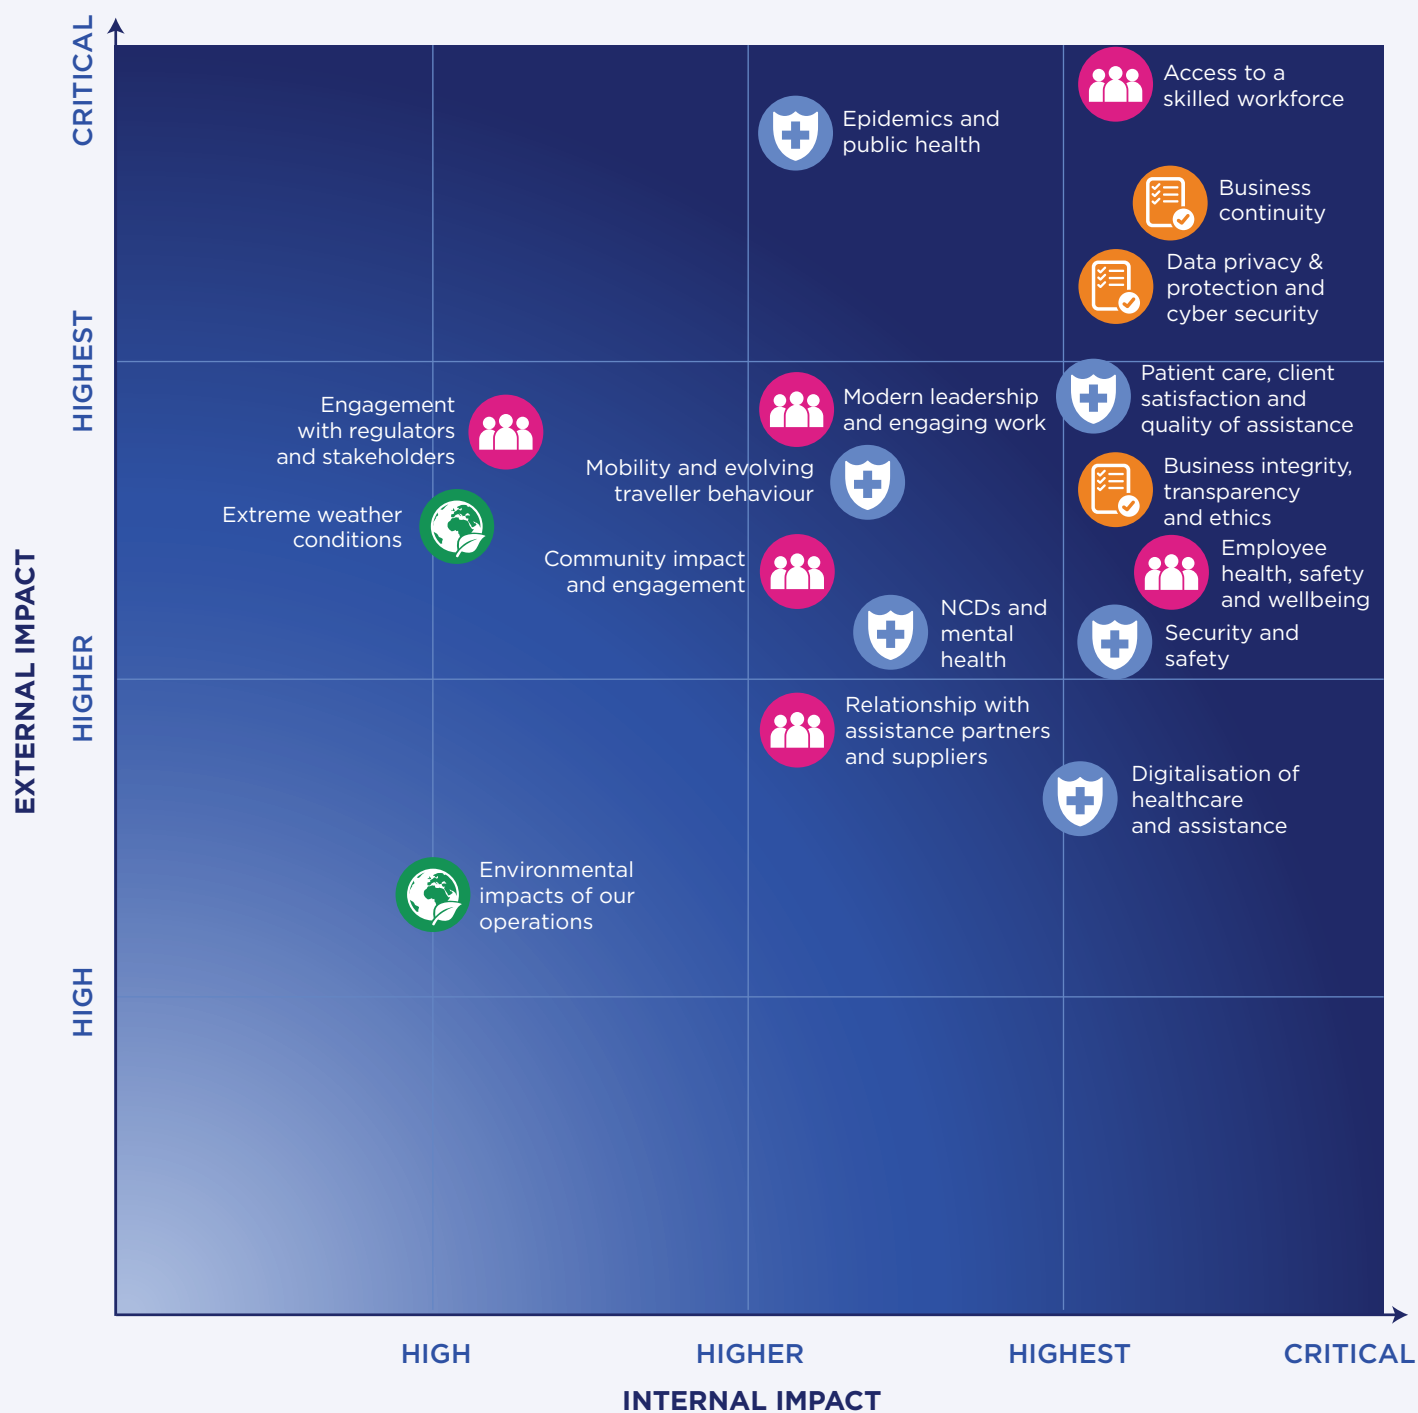 CRITICAL
HIGHEST
HIGHER
HIGH
EXTERNAL IMPACT
Access to a
skilled workforce
Epidemics and
public health
Business
continuity
Data privacy &
protection and
cyber security
Patient care, client
satisfaction and
quality of assistance
Modern leadership
and engaging work
Engagement
with regulators
and stakeholders
Mobility and evolving
traveller behaviour
Business integrity,
transparency
and ethics
Extreme weather
conditions
Community impact
and engagement
Employee
health, safety
and wellbeing
NCDs and
mental
health
Security and
safety
Relationship with
assistance partners
and suppliers
Digitalisation of
healthcare
and assistance
Environmental
impacts of our
operations
HIGH
HIGHER
HIGHEST
CRITICAL
INTERNAL IMPACT